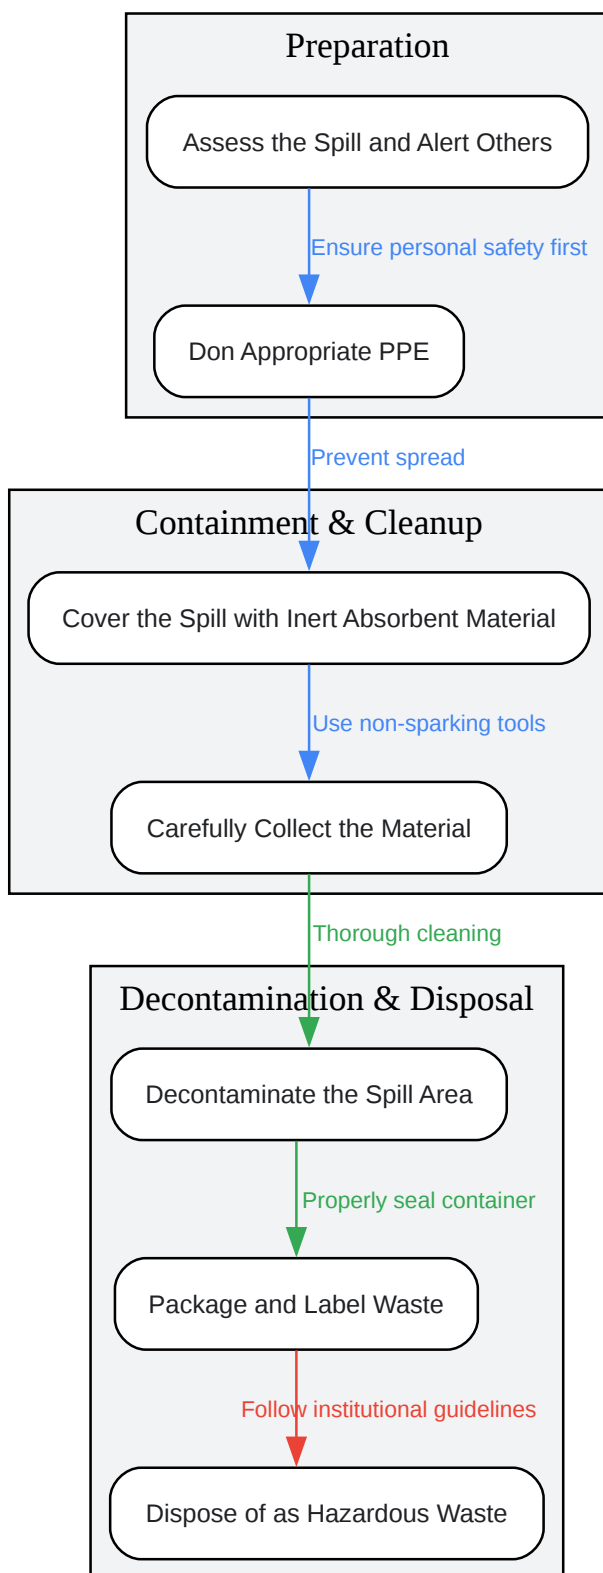 Preparation
Assess the Spill and Alert Others
Ensure personal safety first
Don Appropriate PPE
Prevent spread
Containment & Cleanup
Cover the Spill with Inert Absorbent Material
Use non-sparking tools
Carefully Collect the Material
Thorough cleaning
Decontamination & Disposal
Decontaminate the Spill Area
Properly seal container
Package and Label Waste
Follow institutional guidelines
Dispose of as Hazardous Waste